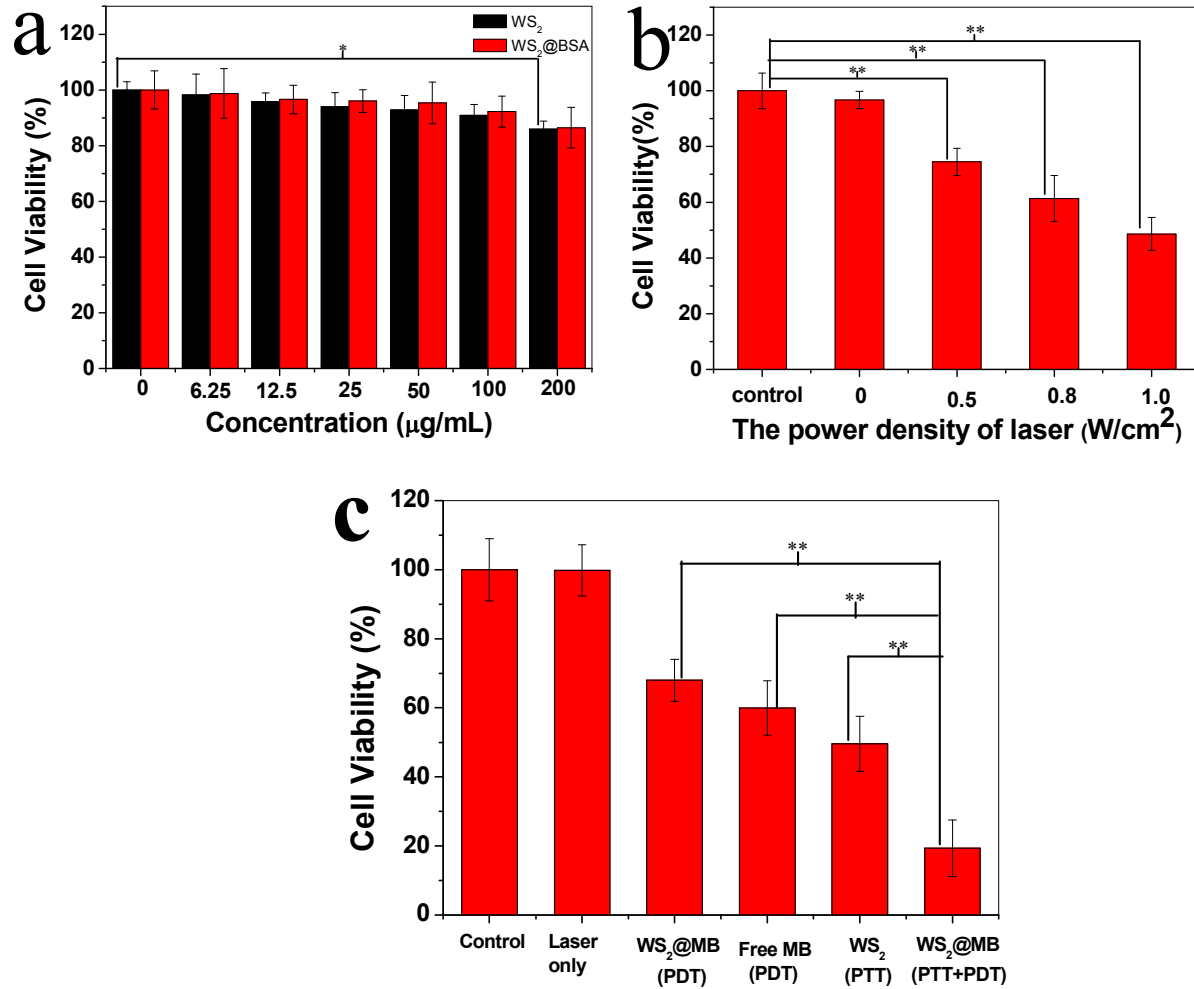 a
WS2
WS2@BSA
*
120
100
80
60
40
20
0
Cell Viability (%)
0 6.25 12.5 25 50 100 200
Concentration (μg/mL)
b
**
**
**
120
100
80
60
40
20
0
Cell Viability(%)
control 0 0.5 0.8 1.0
The power density of laser (W/cm²)
c
**
**
**
120
100
80
60
40
20
0
Cell Viability (%)
Control Laser WS2@MB Free MB WS2 WS2@MB
only (PDT) (PDT) (PTT) (PTT+PDT)